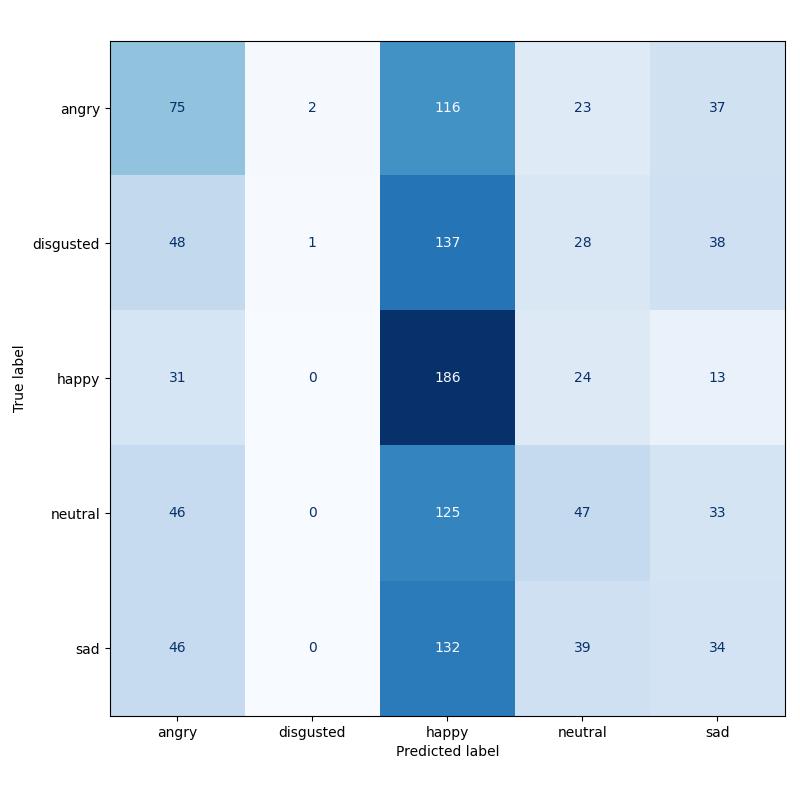 angry 75 2 116 23 37
disgusted 48 1 137 28 38
happy 31 0 186 24 13
neutral 46 0 125 47 33
sad 46 0 132 39 34
angry disgusted happy neutral sad
Predicted label
True label